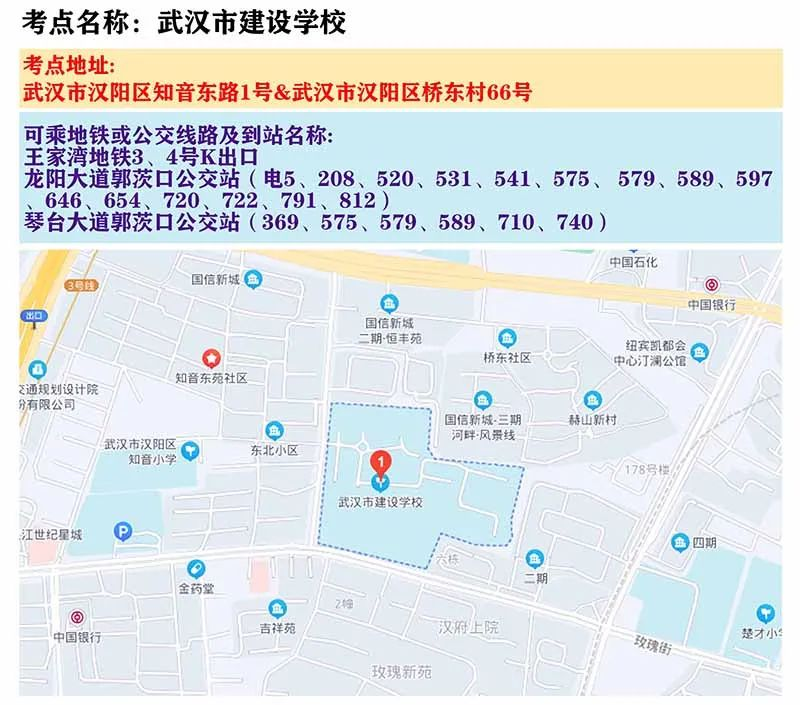 考点名称：武汉市建设学校
考点地址:
武汉市汉阳区知音东路1号&武汉市汉阳区桥东村66号
可乘地铁或公交线路及到站名称:
王家湾地铁3、4号K出口
龙阳大道郭茨口公交站（电5、208、520、531、541、575、 579、589、597
、646、654、720、722、791、812）
琴台大道郭茨口公交站（369、575、579、589、710、740）
中国石化
国信新城
3号线
中国银行
出口
国信新城
二期·恒丰苑
桥东社区
纽宾凯都会
中心汀澜公馆
知音东苑社区
交通规划设计院
份有限公司
国信新城·三期
河畔·风景线
赫山新村
武汉市汉阳区
知音小学
东北小区
1
178号楼
武汉市建设学校
P
江世纪星城
四期
六栋
二期
金药堂
2幢
吉祥苑
汉府上院
中国银行
楚才小学
玫瑰街
玫瑰新苑